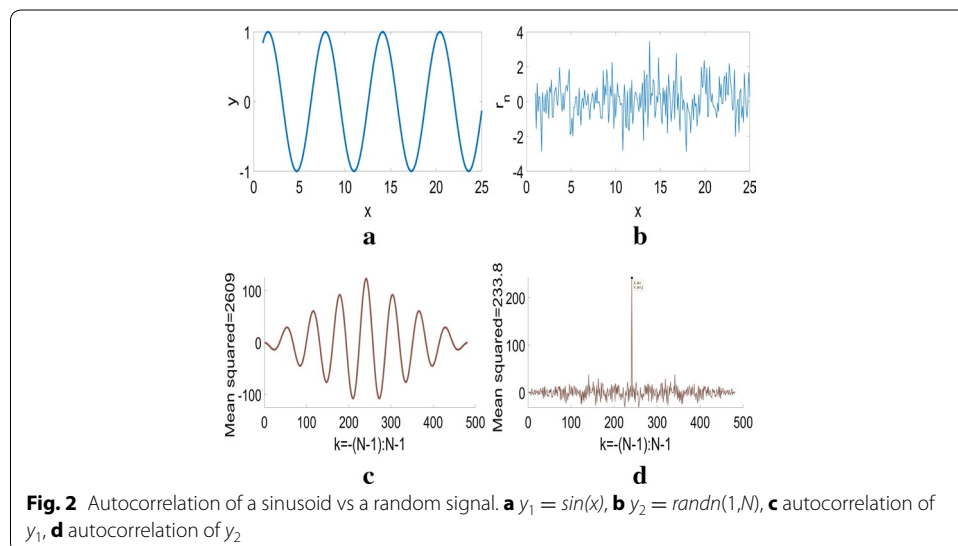 1
0
-1
y
0 5 10 15 20 25
x
a
4
2
0
-2
-4
r_n
0 5 10 15 20 25
x
b
100
0
-100
Mean squared=2609
0 100 200 300 400 500
k=-(N-1):N-1
c
200
100
0
Mean squared=233.8
0 100 200 300 400 500
k=-(N-1):N-1
d
Fig. 2 Autocorrelation of a sinusoid vs a random signal. a y₁ = sin(x), b y₂ = randn(1,N), c autocorrelation of
y₁, d autocorrelation of y₂